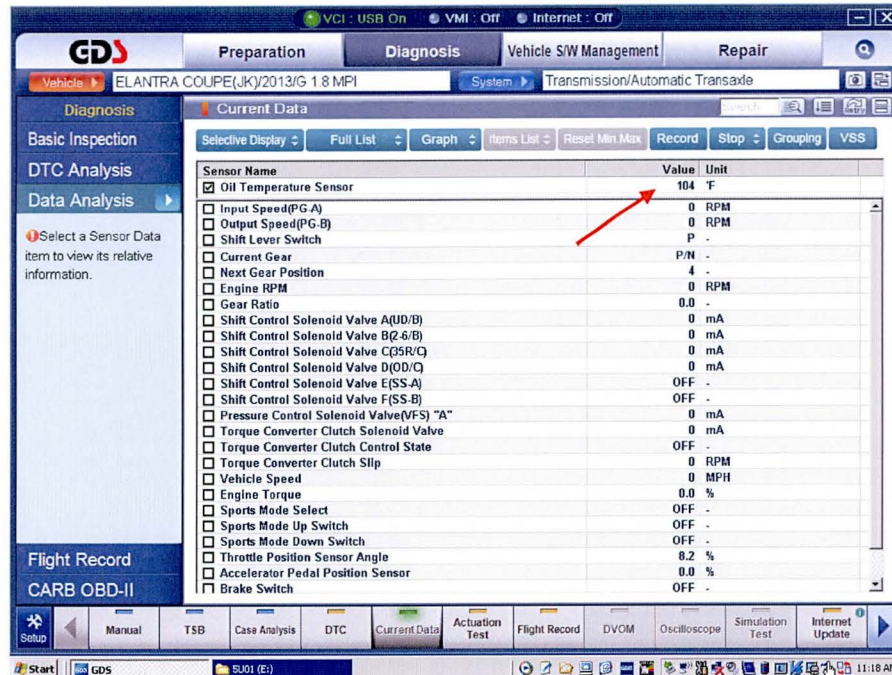 VCI : USB On VMI : Off Internet : Off
GDS Preparation Diagnosis Vehicle S/W Management Repair
Vehicle ELANTRA COUPE(JK)/2013/G 1.8 MPI System Transmission/Automatic Transaxle
Diagnosis
Basic Inspection
DTC Analysis
Data Analysis
Select a Sensor Data
item to view its relative
information.
Flight Record
CARB OBD-II
Current Data Search
Selective Display Full List Graph Items List Reset Min.Max Record Stop Grouping VSS
Sensor Name Value Unit
Oil Temperature Sensor 104 'F
Input Speed(PG-A) 0 RPM
Output Speed(PG-B) 0 RPM
Shift Lever Switch P -
Current Gear P/N -
Next Gear Position 4 -
Engine RPM 0 RPM
Gear Ratio 0.0 -
Shift Control Solenoid Valve A(UD/B) 0 mA
Shift Control Solenoid Valve B(2-6/B) 0 mA
Shift Control Solenoid Valve C(35R/C) 0 mA
Shift Control Solenoid Valve D(OD/C) 0 mA
Shift Control Solenoid Valve E(SS-A) OFF -
Shift Control Solenoid Valve F(SS-B) OFF -
Pressure Control Solenoid Valve(VFS) "A" 0 mA
Torque Converter Clutch Solenoid Valve 0 mA
Torque Converter Clutch Control State OFF -
Torque Converter Clutch Slip 0 RPM
Vehicle Speed 0 MPH
Engine Torque 0.0 %
Sports Mode Select OFF -
Sports Mode Up Switch OFF -
Sports Mode Down Switch OFF -
Throttle Position Sensor Angle 8.2 %
Accelerator Pedal Position Sensor 0.0 %
Brake Switch OFF -
Setup Manual TSB Case Analysis DTC Current Data Actuation Test Flight Record DVOM Oscilloscope Simulation Test Internet Update
Start GDS SU01 (E:) 11:18 AM